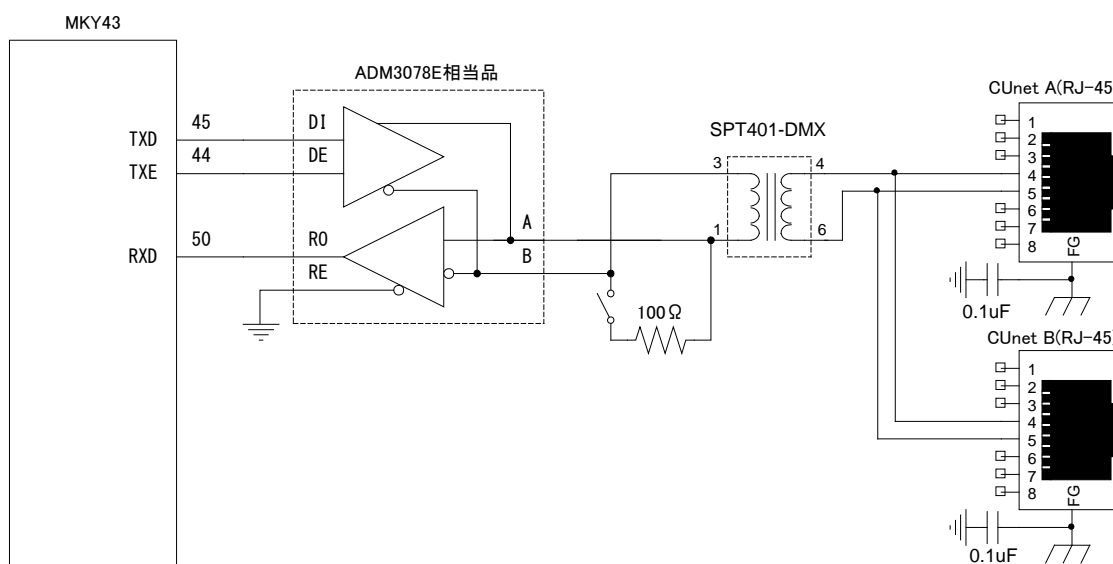 MKY43
TXD
45
TXE
44
RXD
50
ADM3078E相当品
DI
DE
RO
RE
A
B
100Ω
SPT401-DMX
3
4
1
6
CUnet A(RJ-45
1
2
3
4
5
6
7
8
FG
0.1uF
CUnet B(RJ-45)
1
2
3
4
5
6
7
8
FG
0.1uF